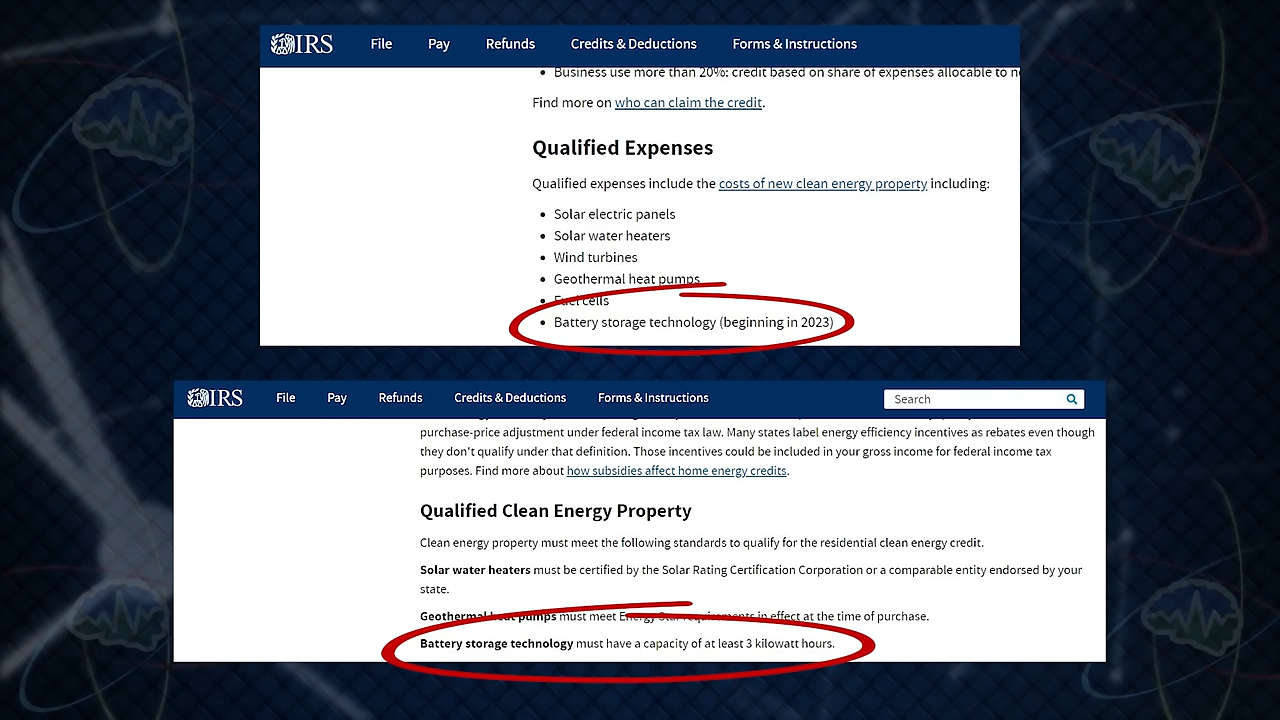 IRS File Pay Refunds Credits & Deductions Forms & Instructions
• Business use more than 20%: credit based on share of expenses allocable to
Find more on who can claim the credit.
Qualified Expenses
Qualified expenses include the costs of new clean energy property including:
• Solar electric panels
• Solar water heaters
• Wind turbines
• Geothermal heat pumps
• Fuel cells
• Battery storage technology (beginning in 2023)
IRS File Pay Refunds Credits & Deductions Forms & Instructions Search
purchase-price adjustment under federal income tax law. Many states label energy efficiency incentives as rebates even though
they don't qualify under that definition. Those incentives could be included in your gross income for federal income tax
purposes. Find more about how subsidies affect home energy credits.
Qualified Clean Energy Property
Clean energy property must meet the following standards to qualify for the residential clean energy credit.
Solar water heaters must be certified by the Solar Rating Certification Corporation or a comparable entity endorsed by your
state.
Geothermal heat pumps must meet Energy Star requirements in effect at the time of purchase.
Battery storage technology must have a capacity of at least 3 kilowatt hours.